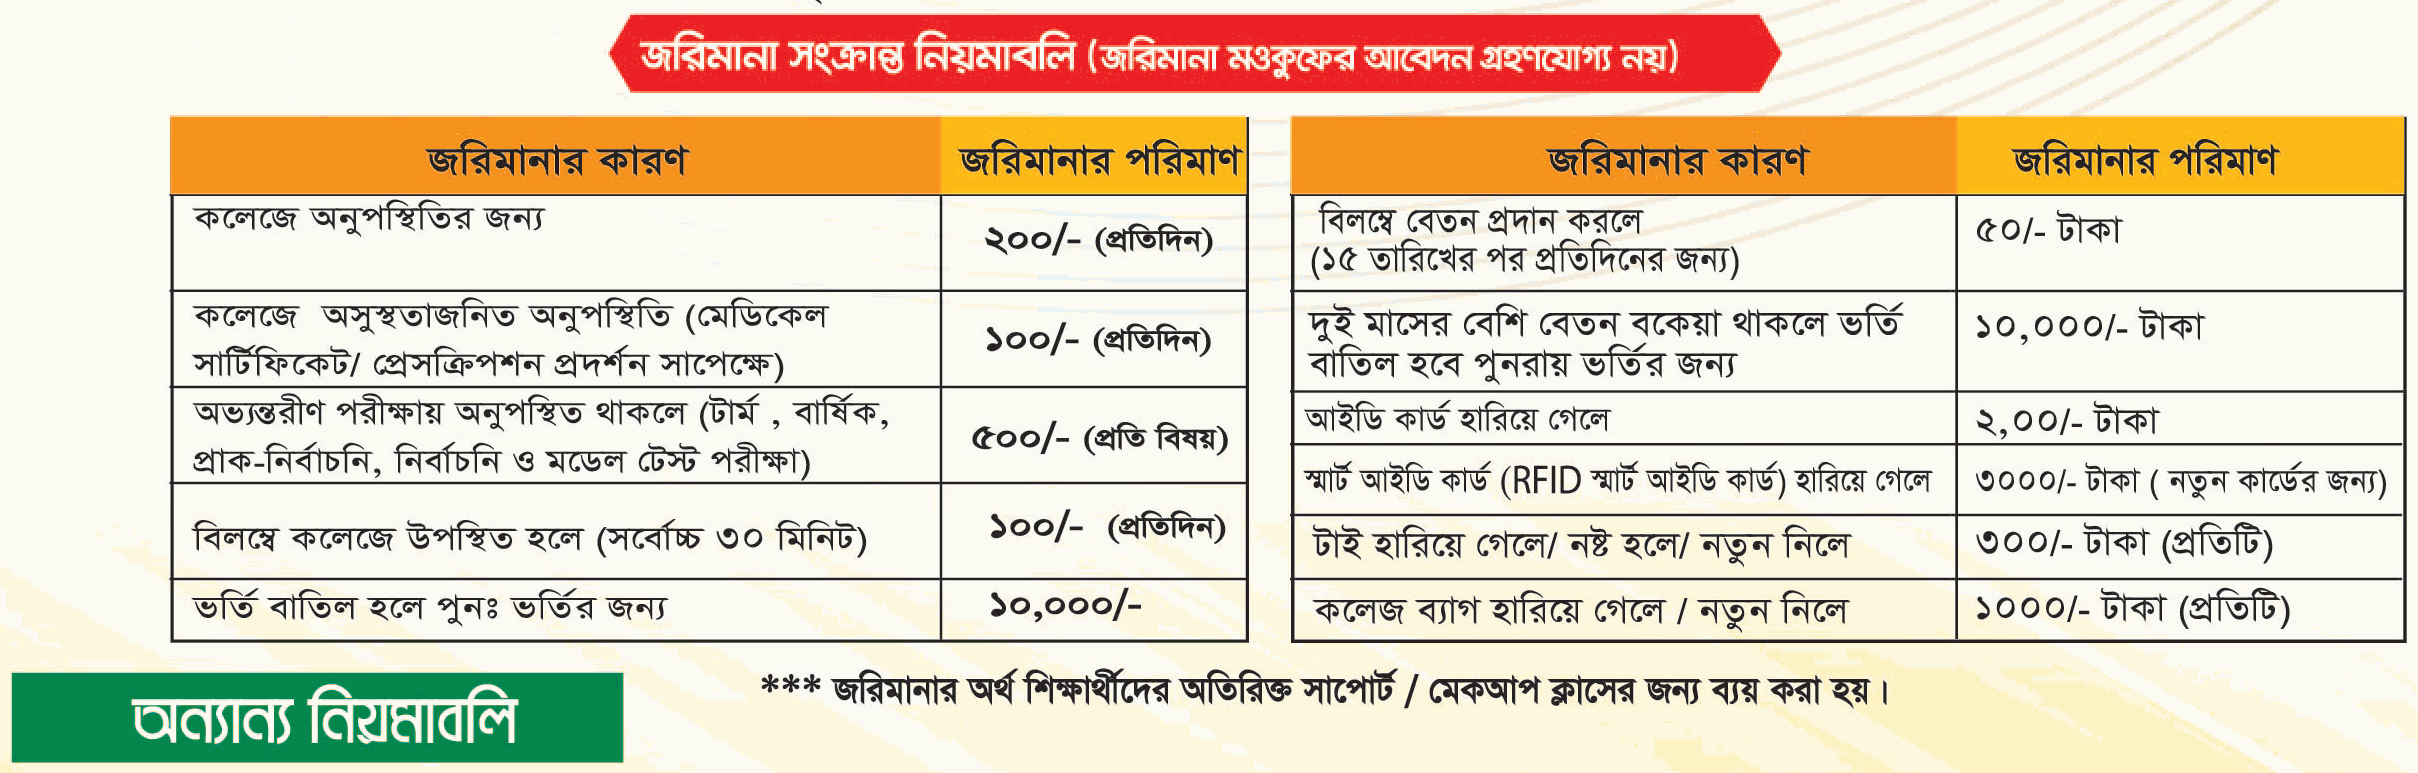 জরিমানা সংক্রান্ত নিয়মাবলি (জরিমানা মওকুফের আবেদন গ্রহণযোগ্য নয়)
জরিমানার কারণ জরিমানার পরিমাণ
কলেজে অনুপস্থিতির জন্য
২০০/- (প্রতিদিন)
কলেজে অসুস্থতাজনিত অনুপস্থিতি (মেডিকেল
সার্টিফিকেট/ প্রেসক্রিপশন প্রদর্শন সাপেক্ষে)
১০০/- (প্রতিদিন)
অভ্যন্তরীণ পরীক্ষায় অনুপস্থিত থাকলে (টার্ম , বার্ষিক,
প্রাক-নির্বাচনি, নির্বাচনি ও মডেল টেস্ট পরীক্ষা)
৫০০/- (প্রতি বিষয়)
বিলম্বে কলেজে উপস্থিত হলে (সর্বোচ্চ ৩০ মিনিট)
১০০/- (প্রতিদিন)
ভর্তি বাতিল হলে পুনঃ ভর্তির জন্য
১০,০০০/-
জরিমানার কারণ জরিমানার পরিমাণ
বিলম্বে বেতন প্রদান করলে
(১৫ তারিখের পর প্রতিদিনের জন্য)
৫০/- টাকা
দুই মাসের বেশি বেতন বকেয়া থাকলে ভর্তি
বাতিল হবে পুনরায় ভর্তির জন্য
১০,০০০/- টাকা
আইডি কার্ড হারিয়ে গেলে
২,০০/- টাকা
স্মার্ট আইডি কার্ড (RFID স্মার্ট আইডি কার্ড) হারিয়ে গেলে
৩০০০/- টাকা ( নতুন কার্ডের জন্য)
টাই হারিয়ে গেলে/ নষ্ট হলে/ নতুন নিলে
৩০০/- টাকা (প্রতিটি)
কলেজ ব্যাগ হারিয়ে গেলে / নতুন নিলে
১০০০/- টাকা (প্রতিটি)
*** জরিমানার অর্থ শিক্ষার্থীদের অতিরিক্ত সাপোর্ট / মেকআপ ক্লাসের জন্য ব্যয় করা হয়।
অন্যান্য নিয়মাবলি